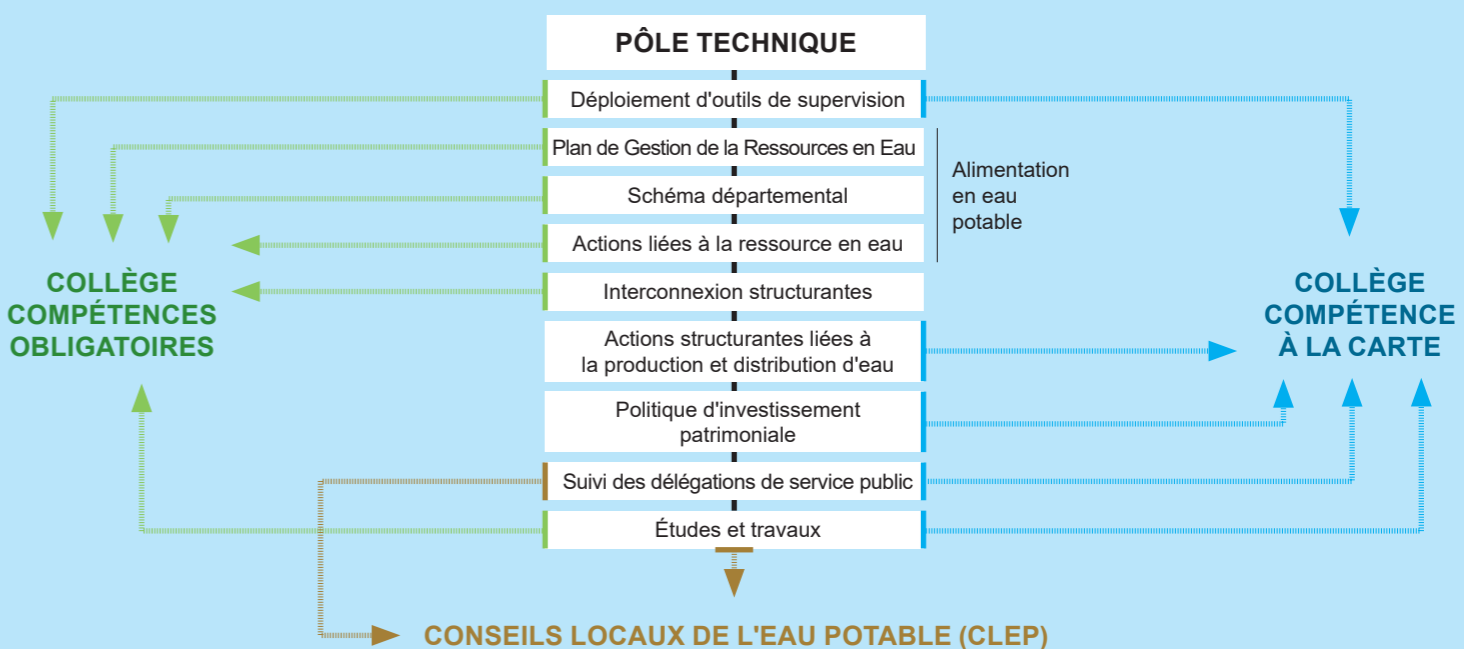 PÔLE TECHNIQUE
Déploiement d'outils de supervision
Plan de Gestion de la Ressources en Eau
Schéma départemental
Actions liées à la ressource en eau
Alimentation
en eau
potable
Interconnexion structurantes
Actions structurantes liées à
la production et distribution d'eau
Politique d'investissement
patrimoniale
Suivi des délégations de service public
Études et travaux
COLLÈGE
COMPÉTENCES
OBLIGATOIRES
COLLÈGE
COMPÉTENCE
À LA CARTE
CONSEILS LOCAUX DE L'EAU POTABLE (CLEP)